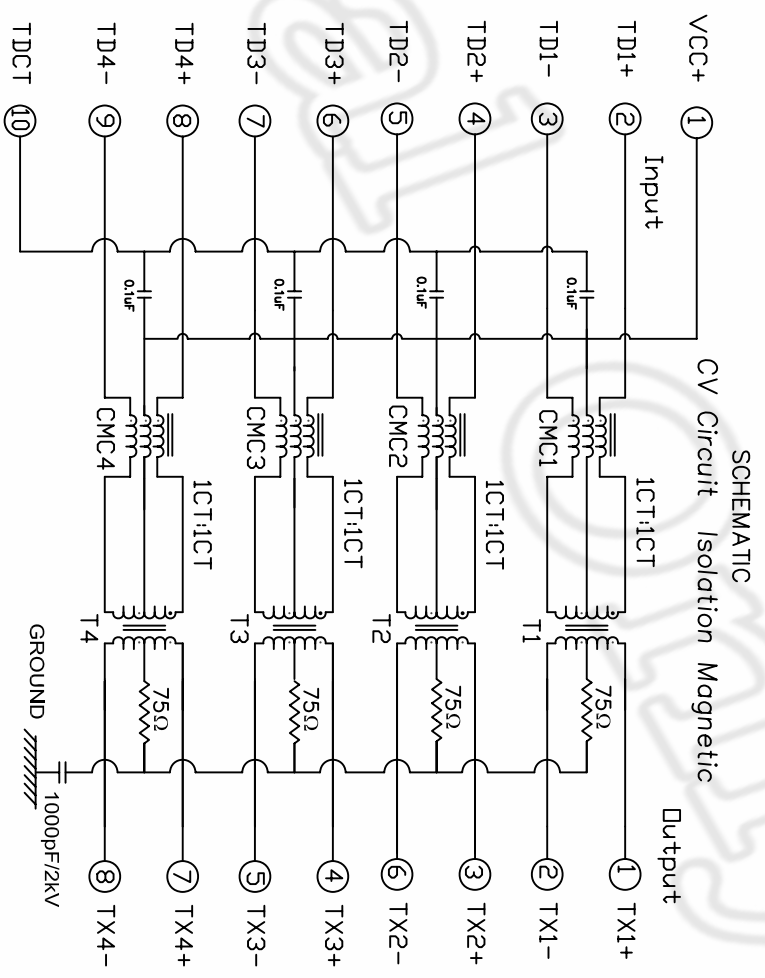 SCHEMATIC
CV Circuit Isolation Magnetic
Input
Output
VCC+ 1
TD1+ 2
1CT:1CT
1 TX1+
0.1uF
75Ω
TD1- 3
CMC1
T1
2 TX1-
TD2+ 4
1CT:1CT
3 TX2+
0.1uF
75Ω
TD2- 5
CMC2
T2
6 TX2-
TD3+ 6
1CT:1CT
4 TX3+
0.1uF
75Ω
TD3- 7
CMC3
T3
5 TX3-
TD4+ 8
1CT:1CT
7 TX4+
0.1uF
75Ω
TD4- 9
CMC4
T4
8 TX4-
TDCT 10
1000pF/2kV
GROUND